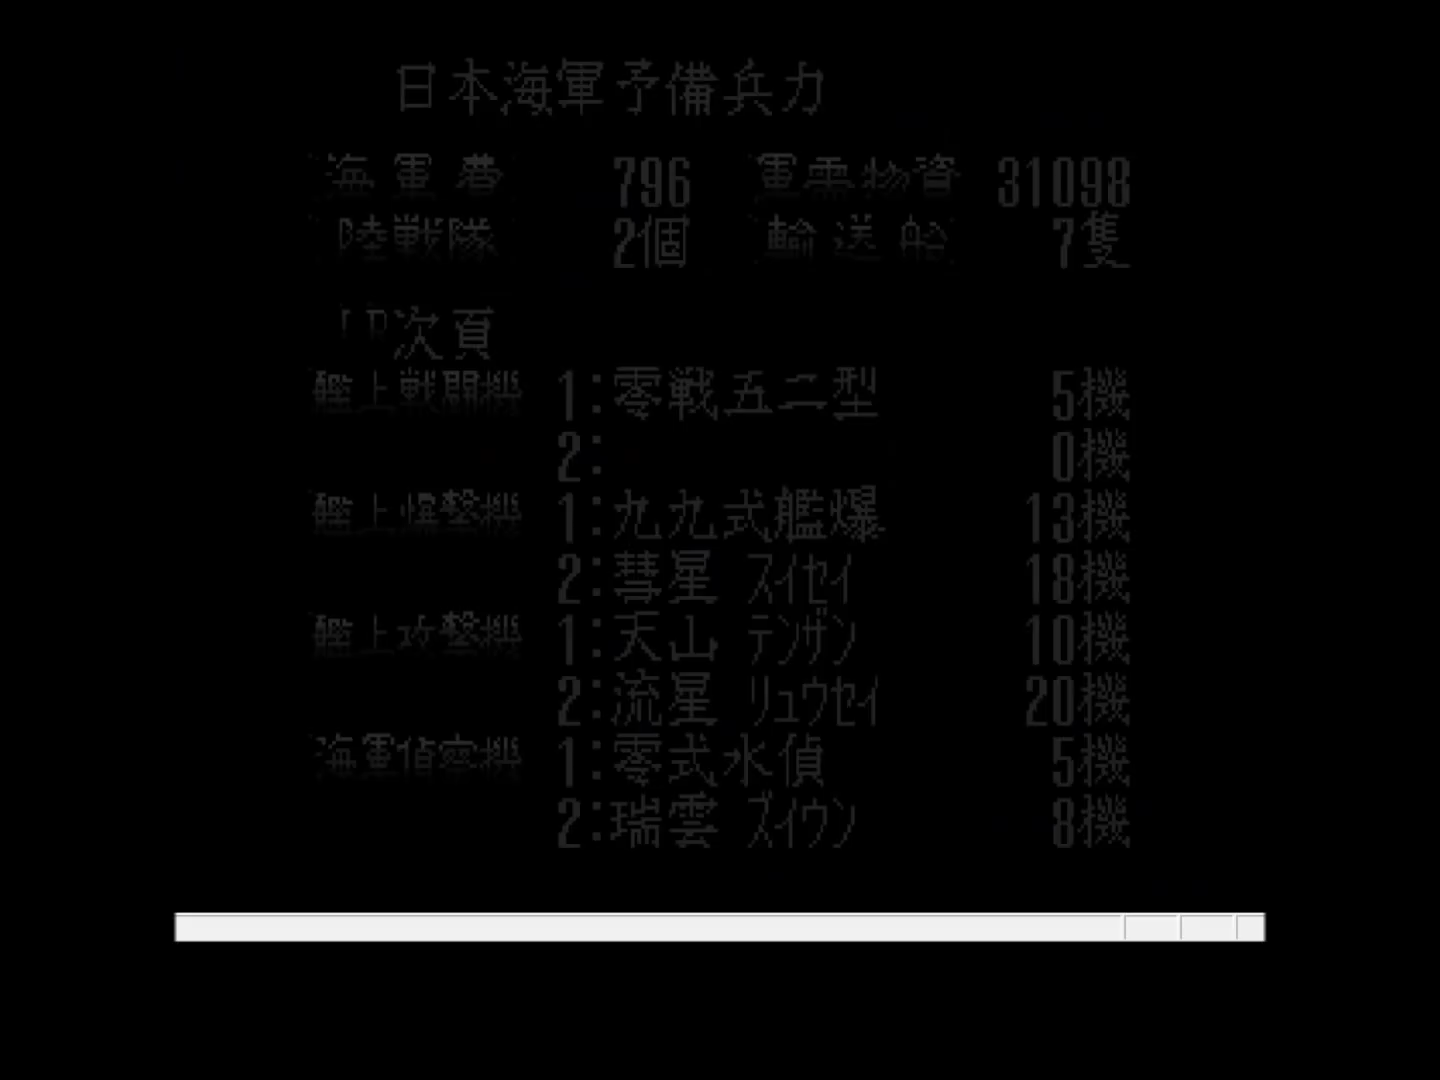 日本海軍予備兵力
海軍費 796 軍需物資 31098
陸戦隊 2個 輸送船 7隻
次頁
艦上戦闘機 1:零戦五二型 5機
2: 0機
艦上爆撃機 1:九九式艦爆 13機
2:彗星 スイセイ 18機
艦上攻撃機 1:天山 テンザン 10機
2:流星 リュウセイ 20機
海軍偵察機 1:零式水偵 5機
2:瑞雲 ズイウン 8機